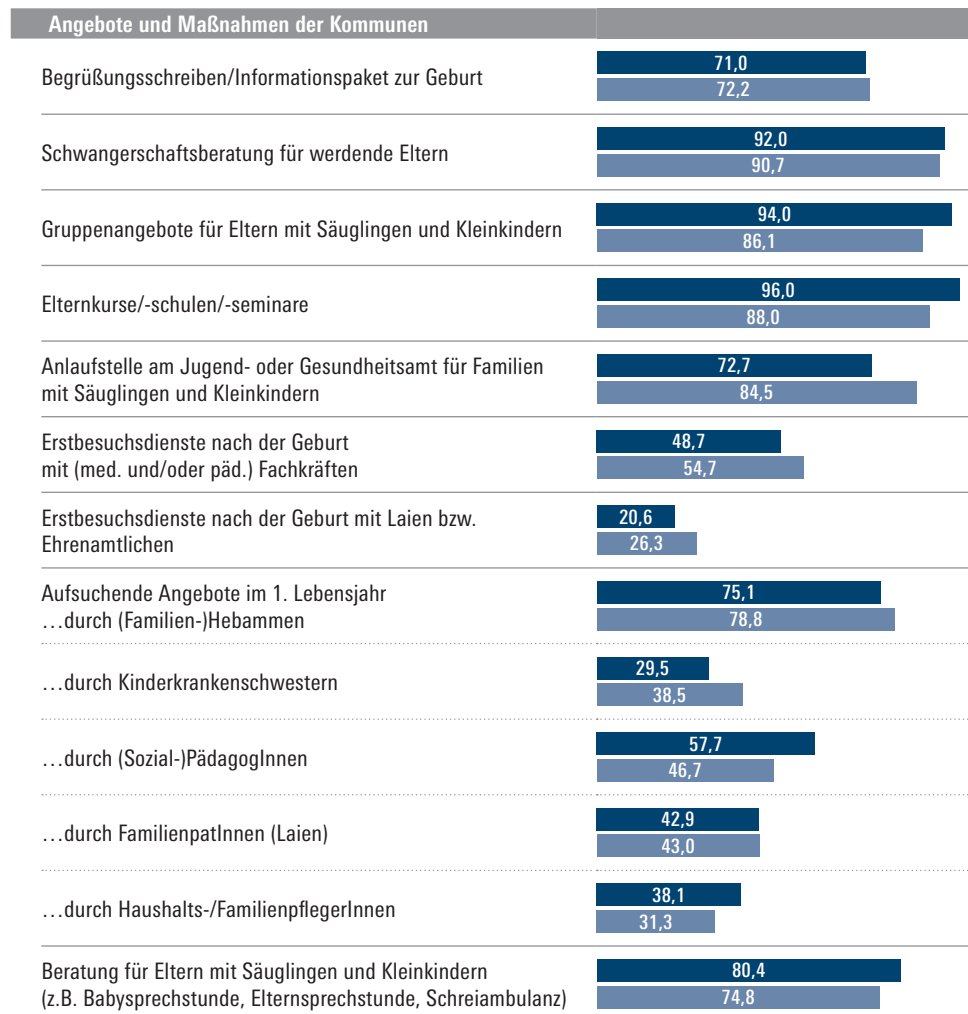 Angebote und Maßnahmen der Kommunen
Begrüßungsschreiben/Informationspaket zur Geburt
71,0
72,2
Schwangerschaftsberatung für werdende Eltern
92,0
90,7
Gruppenangebote für Eltern mit Säuglingen und Kleinkindern
94,0
86,1
Elternkurse/-schulen/-seminare
96,0
88,0
Anlaufstelle am Jugend- oder Gesundheitsamt für Familien
mit Säuglingen und Kleinkindern
72,7
84,5
Erstbesuchsdienste nach der Geburt
mit (med. und/oder päd.) Fachkräften
48,7
54,7
Erstbesuchsdienste nach der Geburt mit Laien bzw.
Ehrenamtlichen
20,6
26,3
Aufsuchende Angebote im 1. Lebensjahr
…durch (Familien-)Hebammen
75,1
78,8
…durch Kinderkrankenschwestern
29,5
38,5
…durch (Sozial-)PädagogInnen
57,7
46,7
…durch FamilienpatInnen (Laien)
42,9
43,0
…durch Haushalts-/FamilienpflegerInnen
38,1
31,3
Beratung für Eltern mit Säuglingen und Kleinkindern
(z.B. Babysprechstunde, Elternsprechstunde, Schreiambulanz)
80,4
74,8